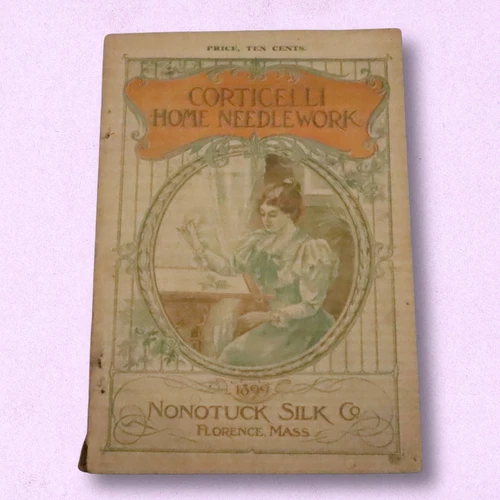 PRICE, TEN CENTS.
CORTICELLI
HOME NEEDLEWORK
1899
NONOTUCK SILK Co.
FLORENCE, MASS